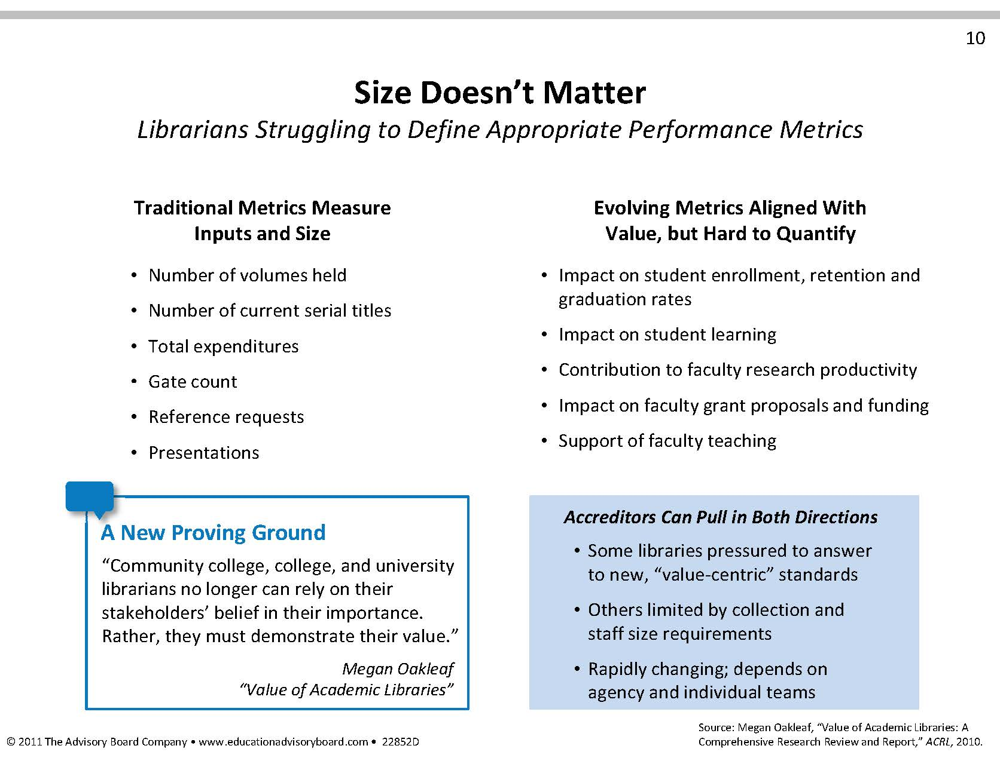 10
Size Doesn’t Matter
Librarians Struggling to Define Appropriate Performance Metrics
Traditional Metrics Measure
Inputs and Size
• Number of volumes held
• Number of current serial titles
• Total expenditures
• Gate count
• Reference requests
• Presentations
Evolving Metrics Aligned With
Value, but Hard to Quantify
• Impact on student enrollment, retention and
graduation rates
• Impact on student learning
• Contribution to faculty research productivity
• Impact on faculty grant proposals and funding
• Support of faculty teaching
A New Proving Ground
“Community college, college, and university
librarians no longer can rely on their
stakeholders’ belief in their importance.
Rather, they must demonstrate their value.”
Megan Oakleaf
“Value of Academic Libraries”
Accreditors Can Pull in Both Directions
• Some libraries pressured to answer
to new, “value-centric” standards
• Others limited by collection and
staff size requirements
• Rapidly changing; depends on
agency and individual teams
Source: Megan Oakleaf, “Value of Academic Libraries: A
Comprehensive Research Review and Report,” ACRL, 2010.
© 2011 The Advisory Board Company • www.educationadvisoryboard.com • 22852D